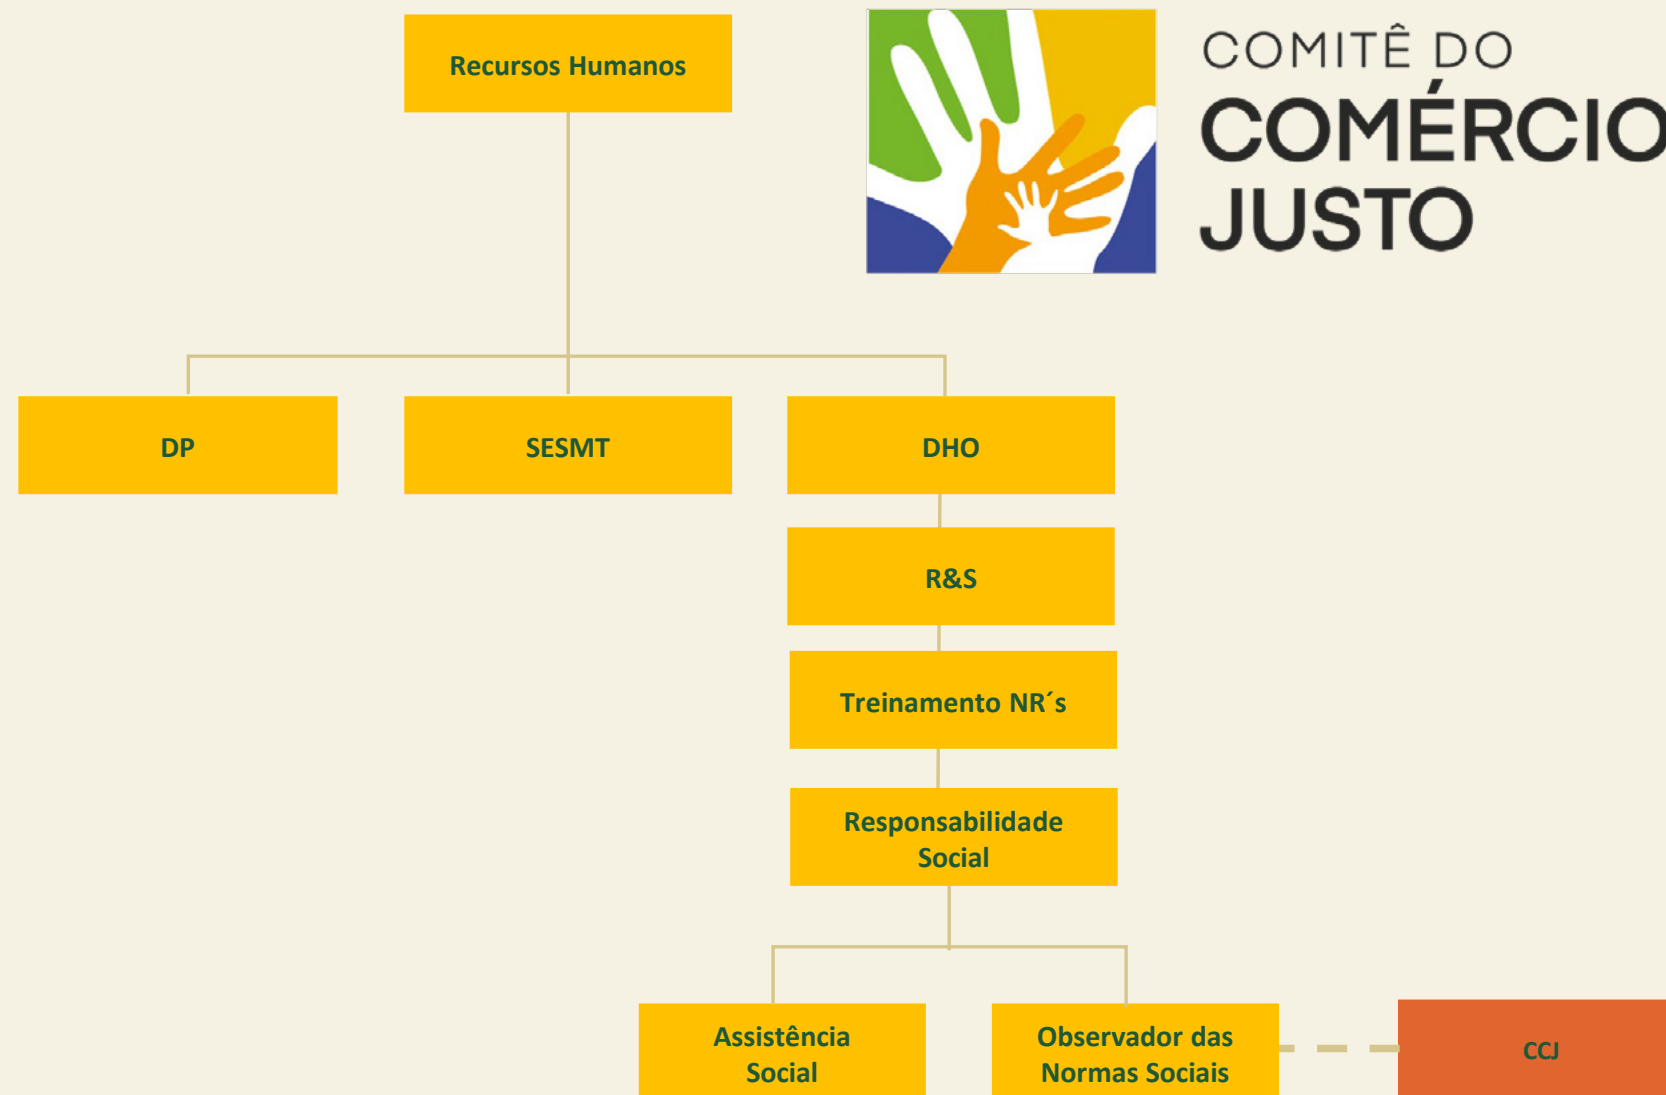 Recursos Humanos
COMITÊ DO
COMÉRCIO
JUSTO
DP
SESMT
DHO
R&S
Treinamento NR´s
Responsabilidade
Social
Assistência
Social
Observador das
Normas Sociais
CCJ